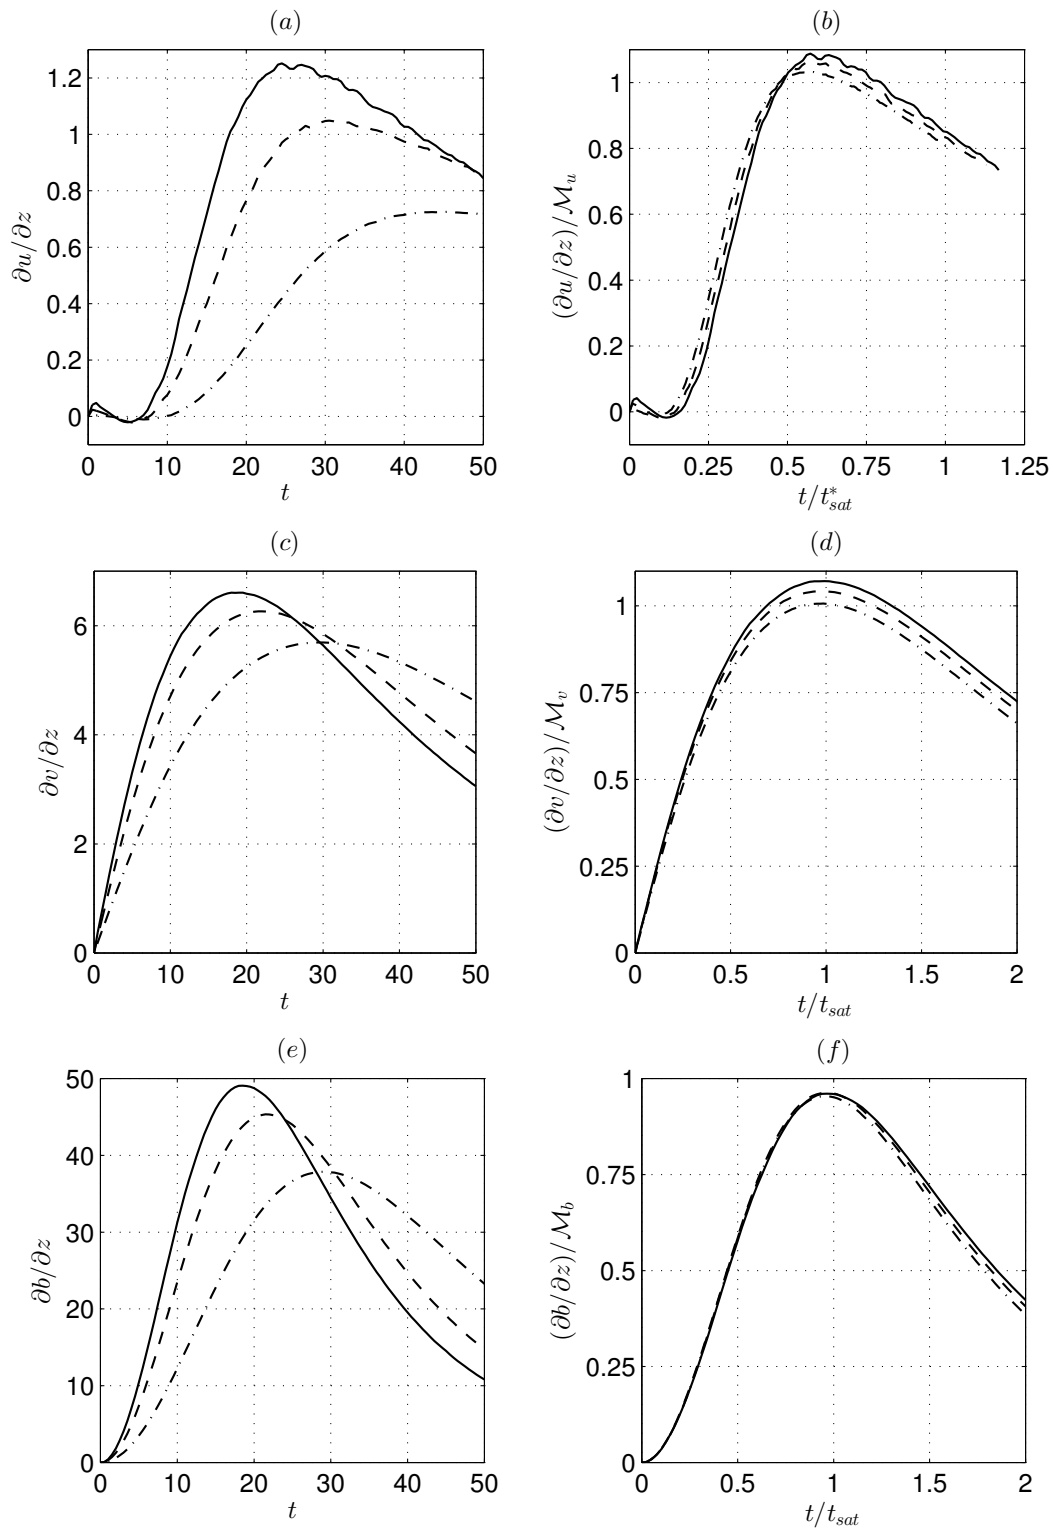 (a)
1.2
1
0.8
0.6
0.4
0.2
0
∂u/∂z
0 10 20 30 40 50
t
(b)
1
0.8
0.6
0.4
0.2
0
(∂u/∂z)/ℳ_u
0 0.25 0.5 0.75 1 1.25
t/t*_sat
(c)
6
4
2
0
∂v/∂z
0 10 20 30 40 50
t
(d)
1
0.75
0.5
0.25
0
(∂v/∂z)/ℳ_v
0 0.5 1 1.5 2
t/t_sat
(e)
50
40
30
20
10
0
∂b/∂z
0 10 20 30 40 50
t
(f)
1
0.75
0.5
0.25
0
(∂b/∂z)/ℳ_b
0 0.5 1 1.5 2
t/t_sat